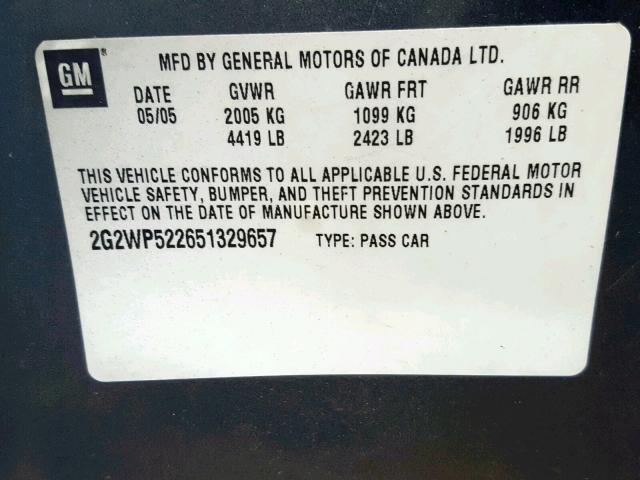 GM®
MFD BY GENERAL MOTORS OF CANADA LTD.
DATE GVWR GAWR FRT GAWR RR
05/05 2005 KG 1099 KG 906 KG
4419 LB 2423 LB 1996 LB
THIS VEHICLE CONFORMS TO ALL APPLICABLE U.S. FEDERAL MOTOR
VEHICLE SAFETY, BUMPER, AND THEFT PREVENTION STANDARDS IN
EFFECT ON THE DATE OF MANUFACTURE SHOWN ABOVE.
2G2WP522651329657 TYPE: PASS CAR